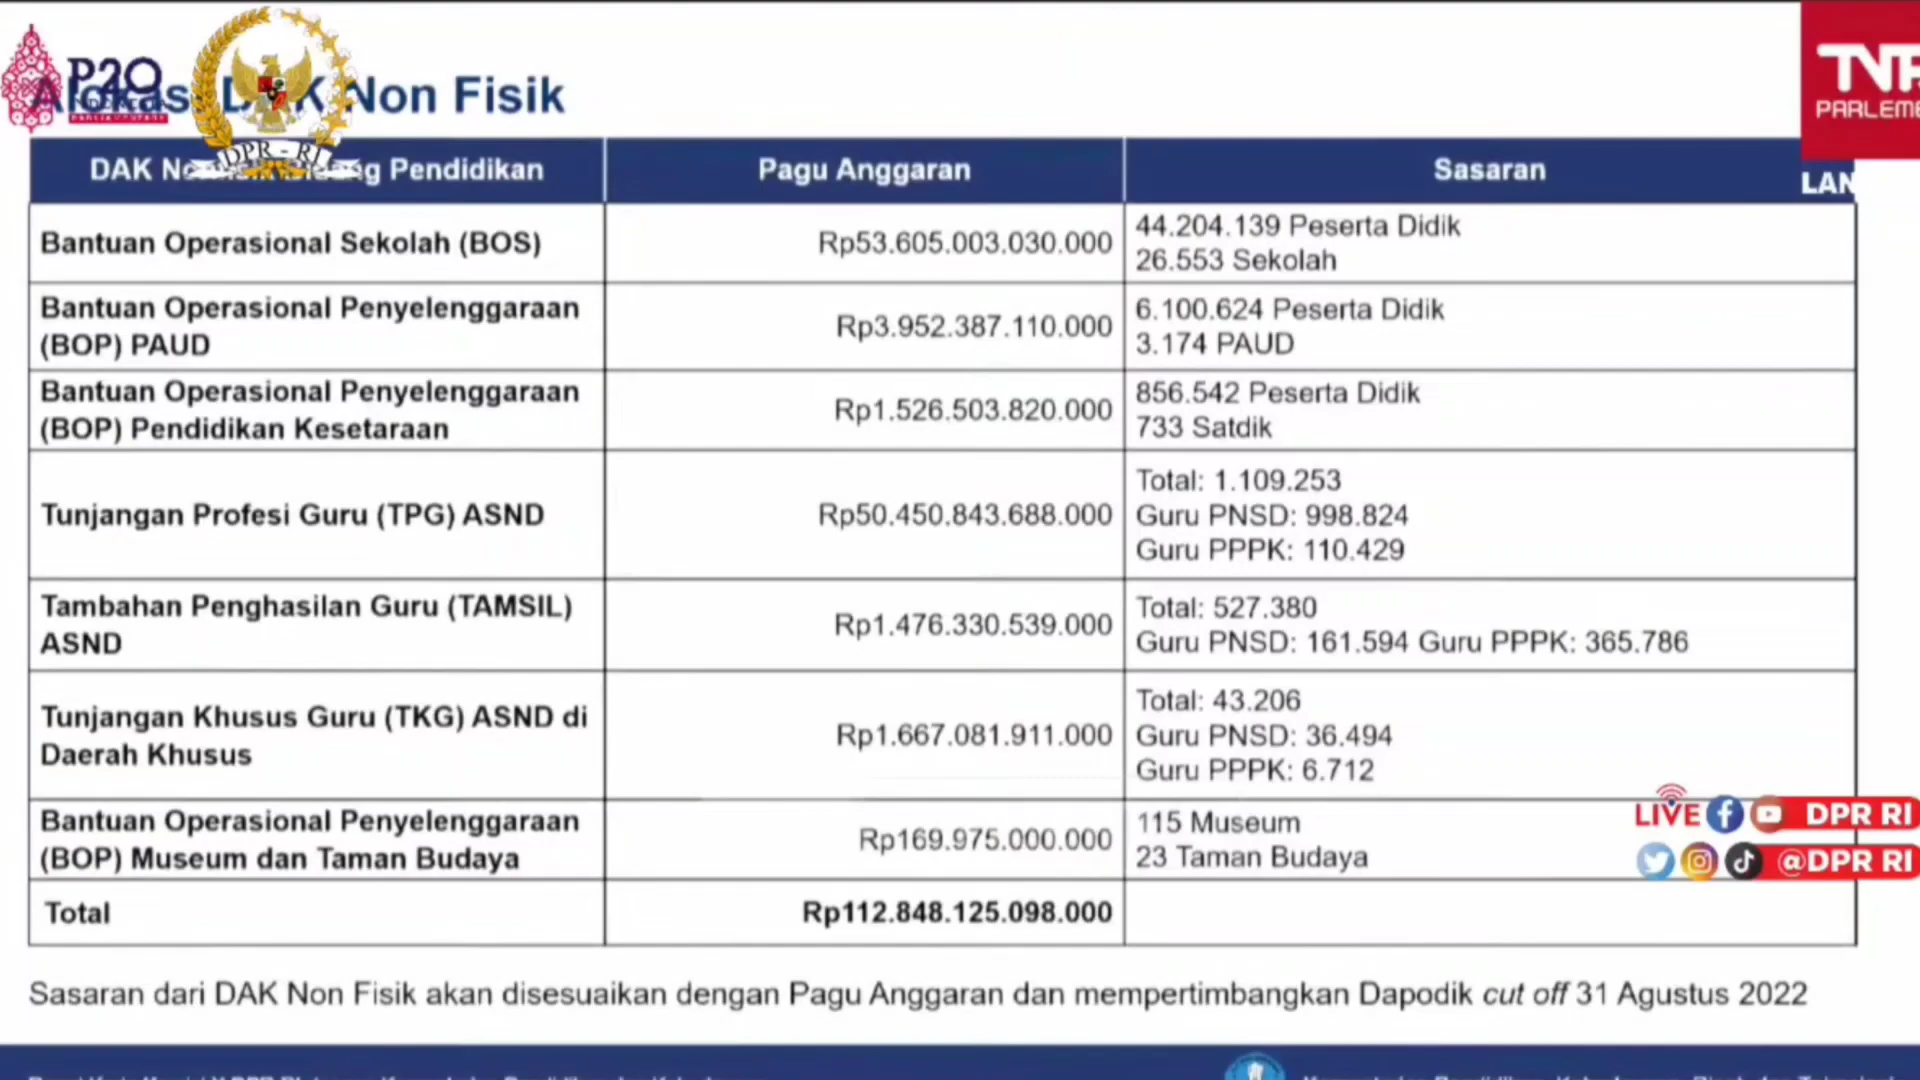 P20
TVR
PARLEME
Alokasi DAK Non Fisik
DPR - RI
DAK Nonfisik Bidang Pendidikan
Pagu Anggaran
Sasaran
LAN
Bantuan Operasional Sekolah (BOS)
Rp53.605.003.030.000
44.204.139 Peserta Didik
26.553 Sekolah
Bantuan Operasional Penyelenggaraan
(BOP) PAUD
Rp3.952.387.110.000
6.100.624 Peserta Didik
3.174 PAUD
Bantuan Operasional Penyelenggaraan
(BOP) Pendidikan Kesetaraan
Rp1.526.503.820.000
856.542 Peserta Didik
733 Satdik
Tunjangan Profesi Guru (TPG) ASND
Rp50.450.843.688.000
Total: 1.109.253
Guru PNSD: 998.824
Guru PPPK: 110.429
Tambahan Penghasilan Guru (TAMSIL)
ASND
Rp1.476.330.539.000
Total: 527.380
Guru PNSD: 161.594 Guru PPPK: 365.786
Tunjangan Khusus Guru (TKG) ASND di
Daerah Khusus
Rp1.667.081.911.000
Total: 43.206
Guru PNSD: 36.494
Guru PPPK: 6.712
Bantuan Operasional Penyelenggaraan
(BOP) Museum dan Taman Budaya
Rp169.975.000.000
115 Museum
23 Taman Budaya
LIVE DPR RI
@DPR RI
Total
Rp112.848.125.098.000
Sasaran dari DAK Non Fisik akan disesuaikan dengan Pagu Anggaran dan mempertimbangkan Dapodik cut off 31 Agustus 2022